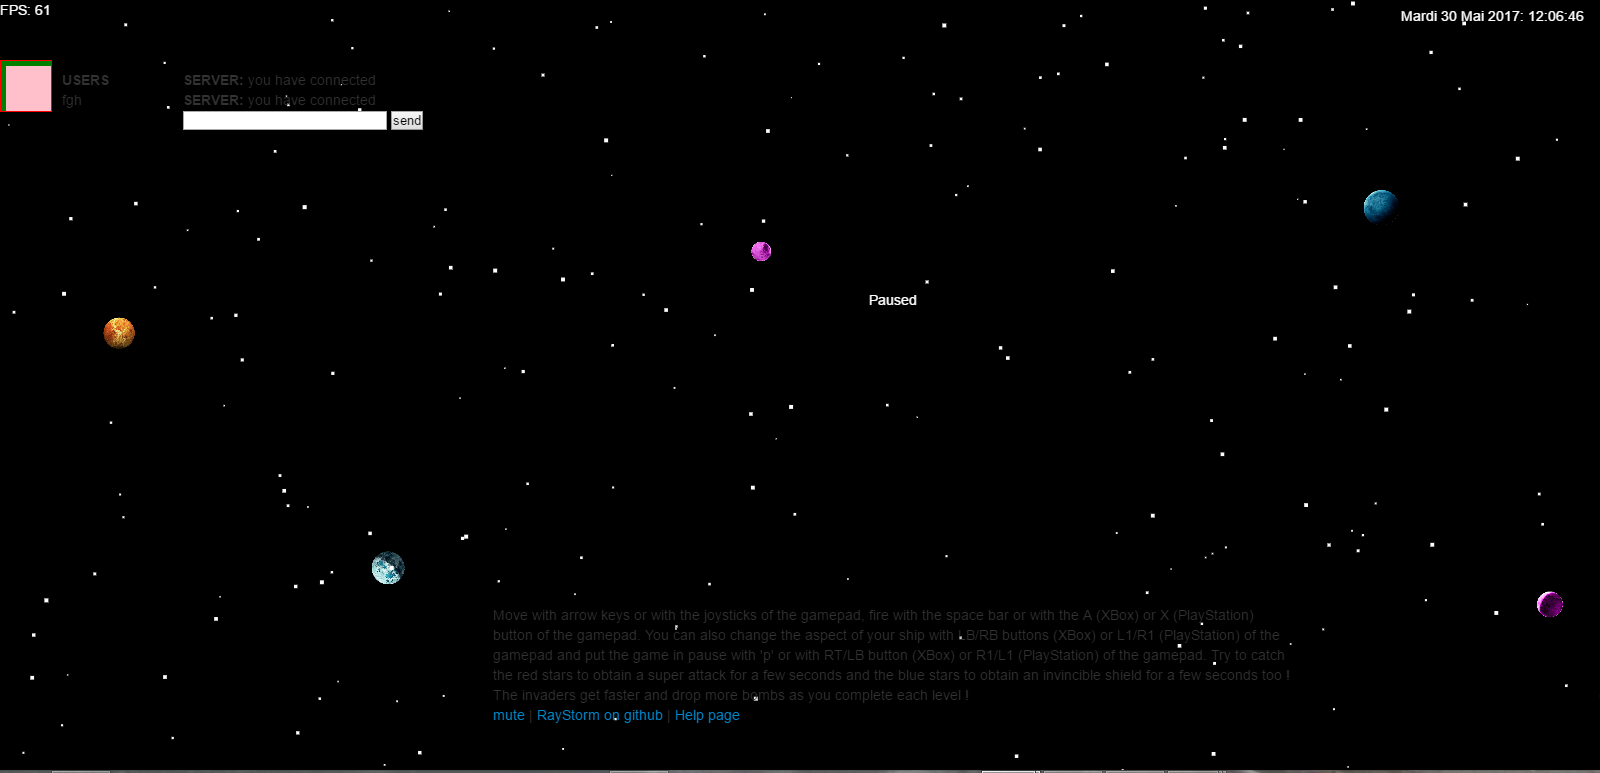 FPS: 61
Mardi 30 Mai 2017: 12:06:46
USERS
fgh
SERVER: you have connected
SERVER: you have connected
send
Paused
Move with arrow keys or with the joysticks of the gamepad, fire with the space bar or with the A (XBox) or X (PlayStation)
button of the gamepad. You can also change the aspect of your ship with LB/RB buttons (XBox) or L1/R1 (PlayStation) of the
gamepad and put the game in pause with 'p' or with RT/LB button (XBox) or R1/L1 (PlayStation) of the gamepad. Try to catch
the red stars to obtain a super attack for a few seconds and the blue stars to obtain an invincible shield for a few seconds too !
The invaders get faster and drop more bombs as you complete each level !
mute | RayStorm on github | Help page